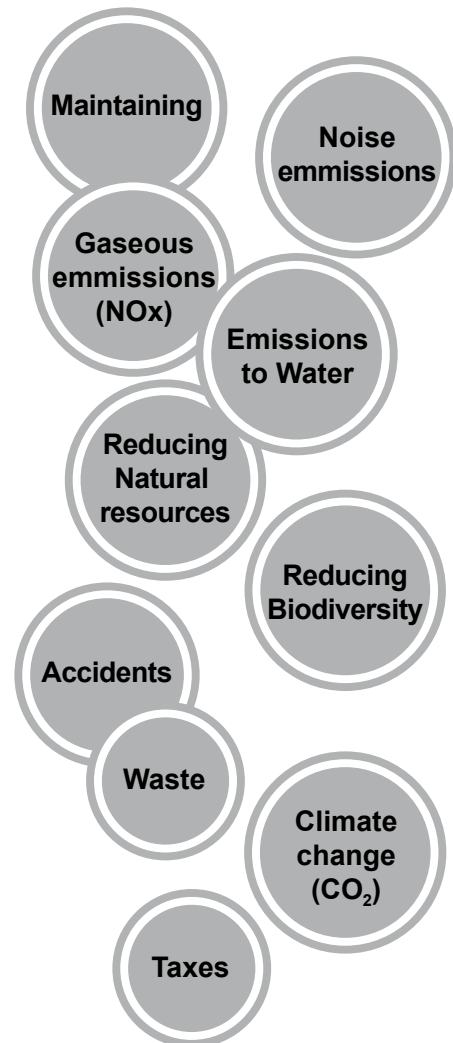 Maintaining
Noise
emmissions
Gaseous
emmissions
(NOx)
Emissions
to Water
Reducing
Natural
resources
Reducing
Biodiversity
Accidents
Waste
Climate
change
(CO₂)
Taxes